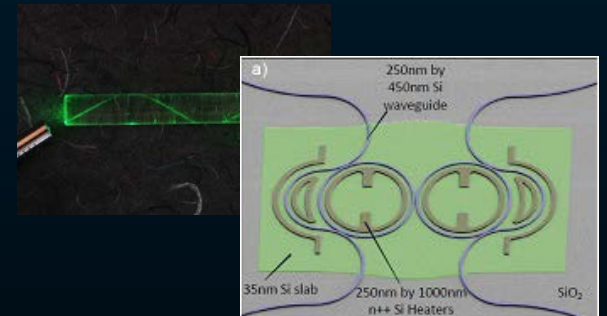 a)
250nm by
450nm Si
waveguide
35nm Si slab
250nm by 1000nm
n++ Si Heaters
SiO₂